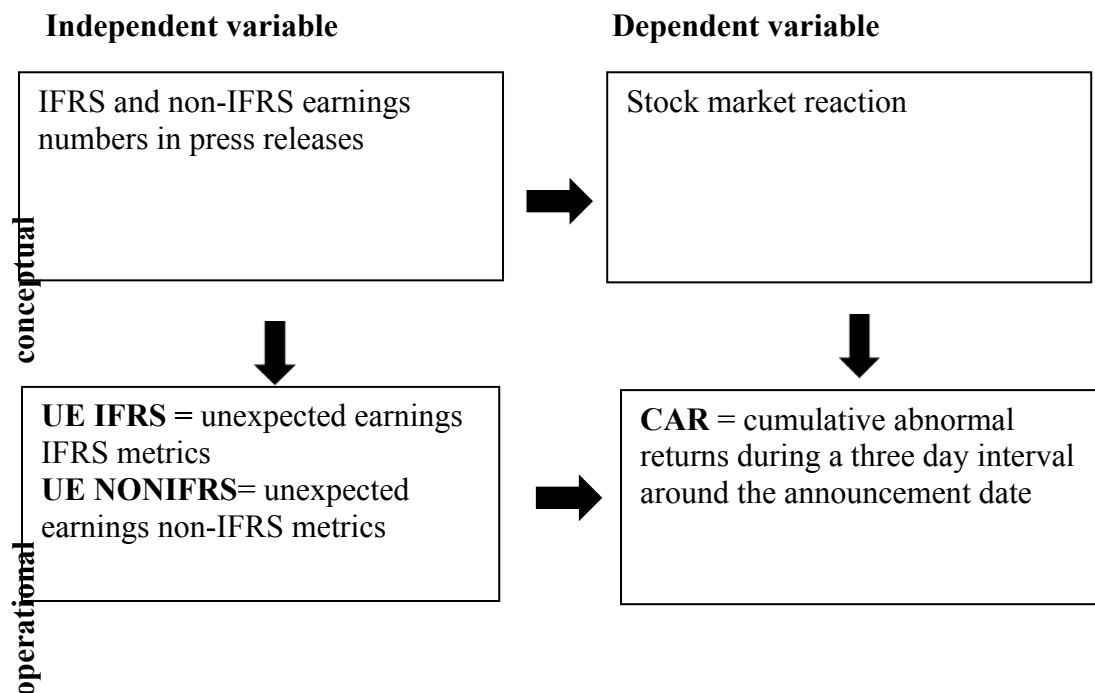 Independent variable
Dependent variable
conceptual
IFRS and non-IFRS earnings
numbers in press releases
Stock market reaction
operational
UE IFRS = unexpected earnings
IFRS metrics
UE NONIFRS= unexpected
earnings non-IFRS metrics
CAR = cumulative abnormal
returns during a three day interval
around the announcement date